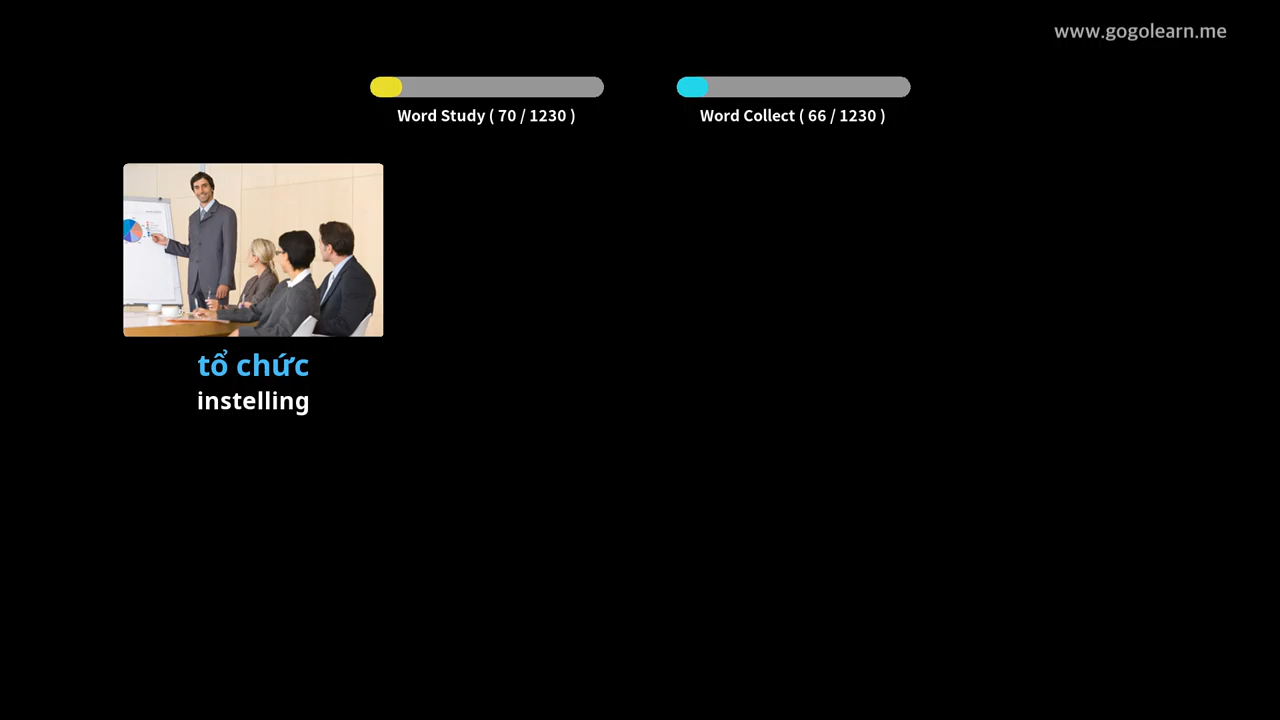 www.gogolearn.me
Word Study ( 70 / 1230 )
Word Collect ( 66 / 1230 )
tổ chức
instelling